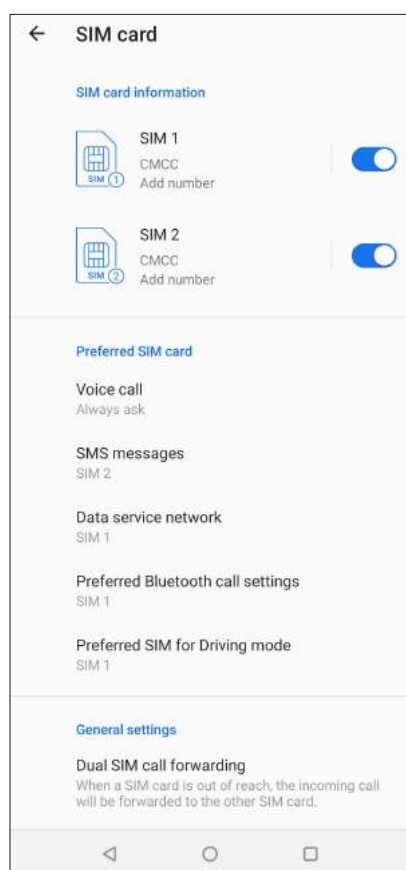 SIM card
SIM card information
SIM 1
CMCC
Add number
SIM 1
SIM 2
CMCC
Add number
SIM 2
Preferred SIM card
Voice call
Always ask
SMS messages
SIM 2
Data service network
SIM 1
Preferred Bluetooth call settings
SIM 1
Preferred SIM for Driving mode
SIM 1
General settings
Dual SIM call forwarding
When a SIM card is out of reach, the incoming call
will be forwarded to the other SIM card.